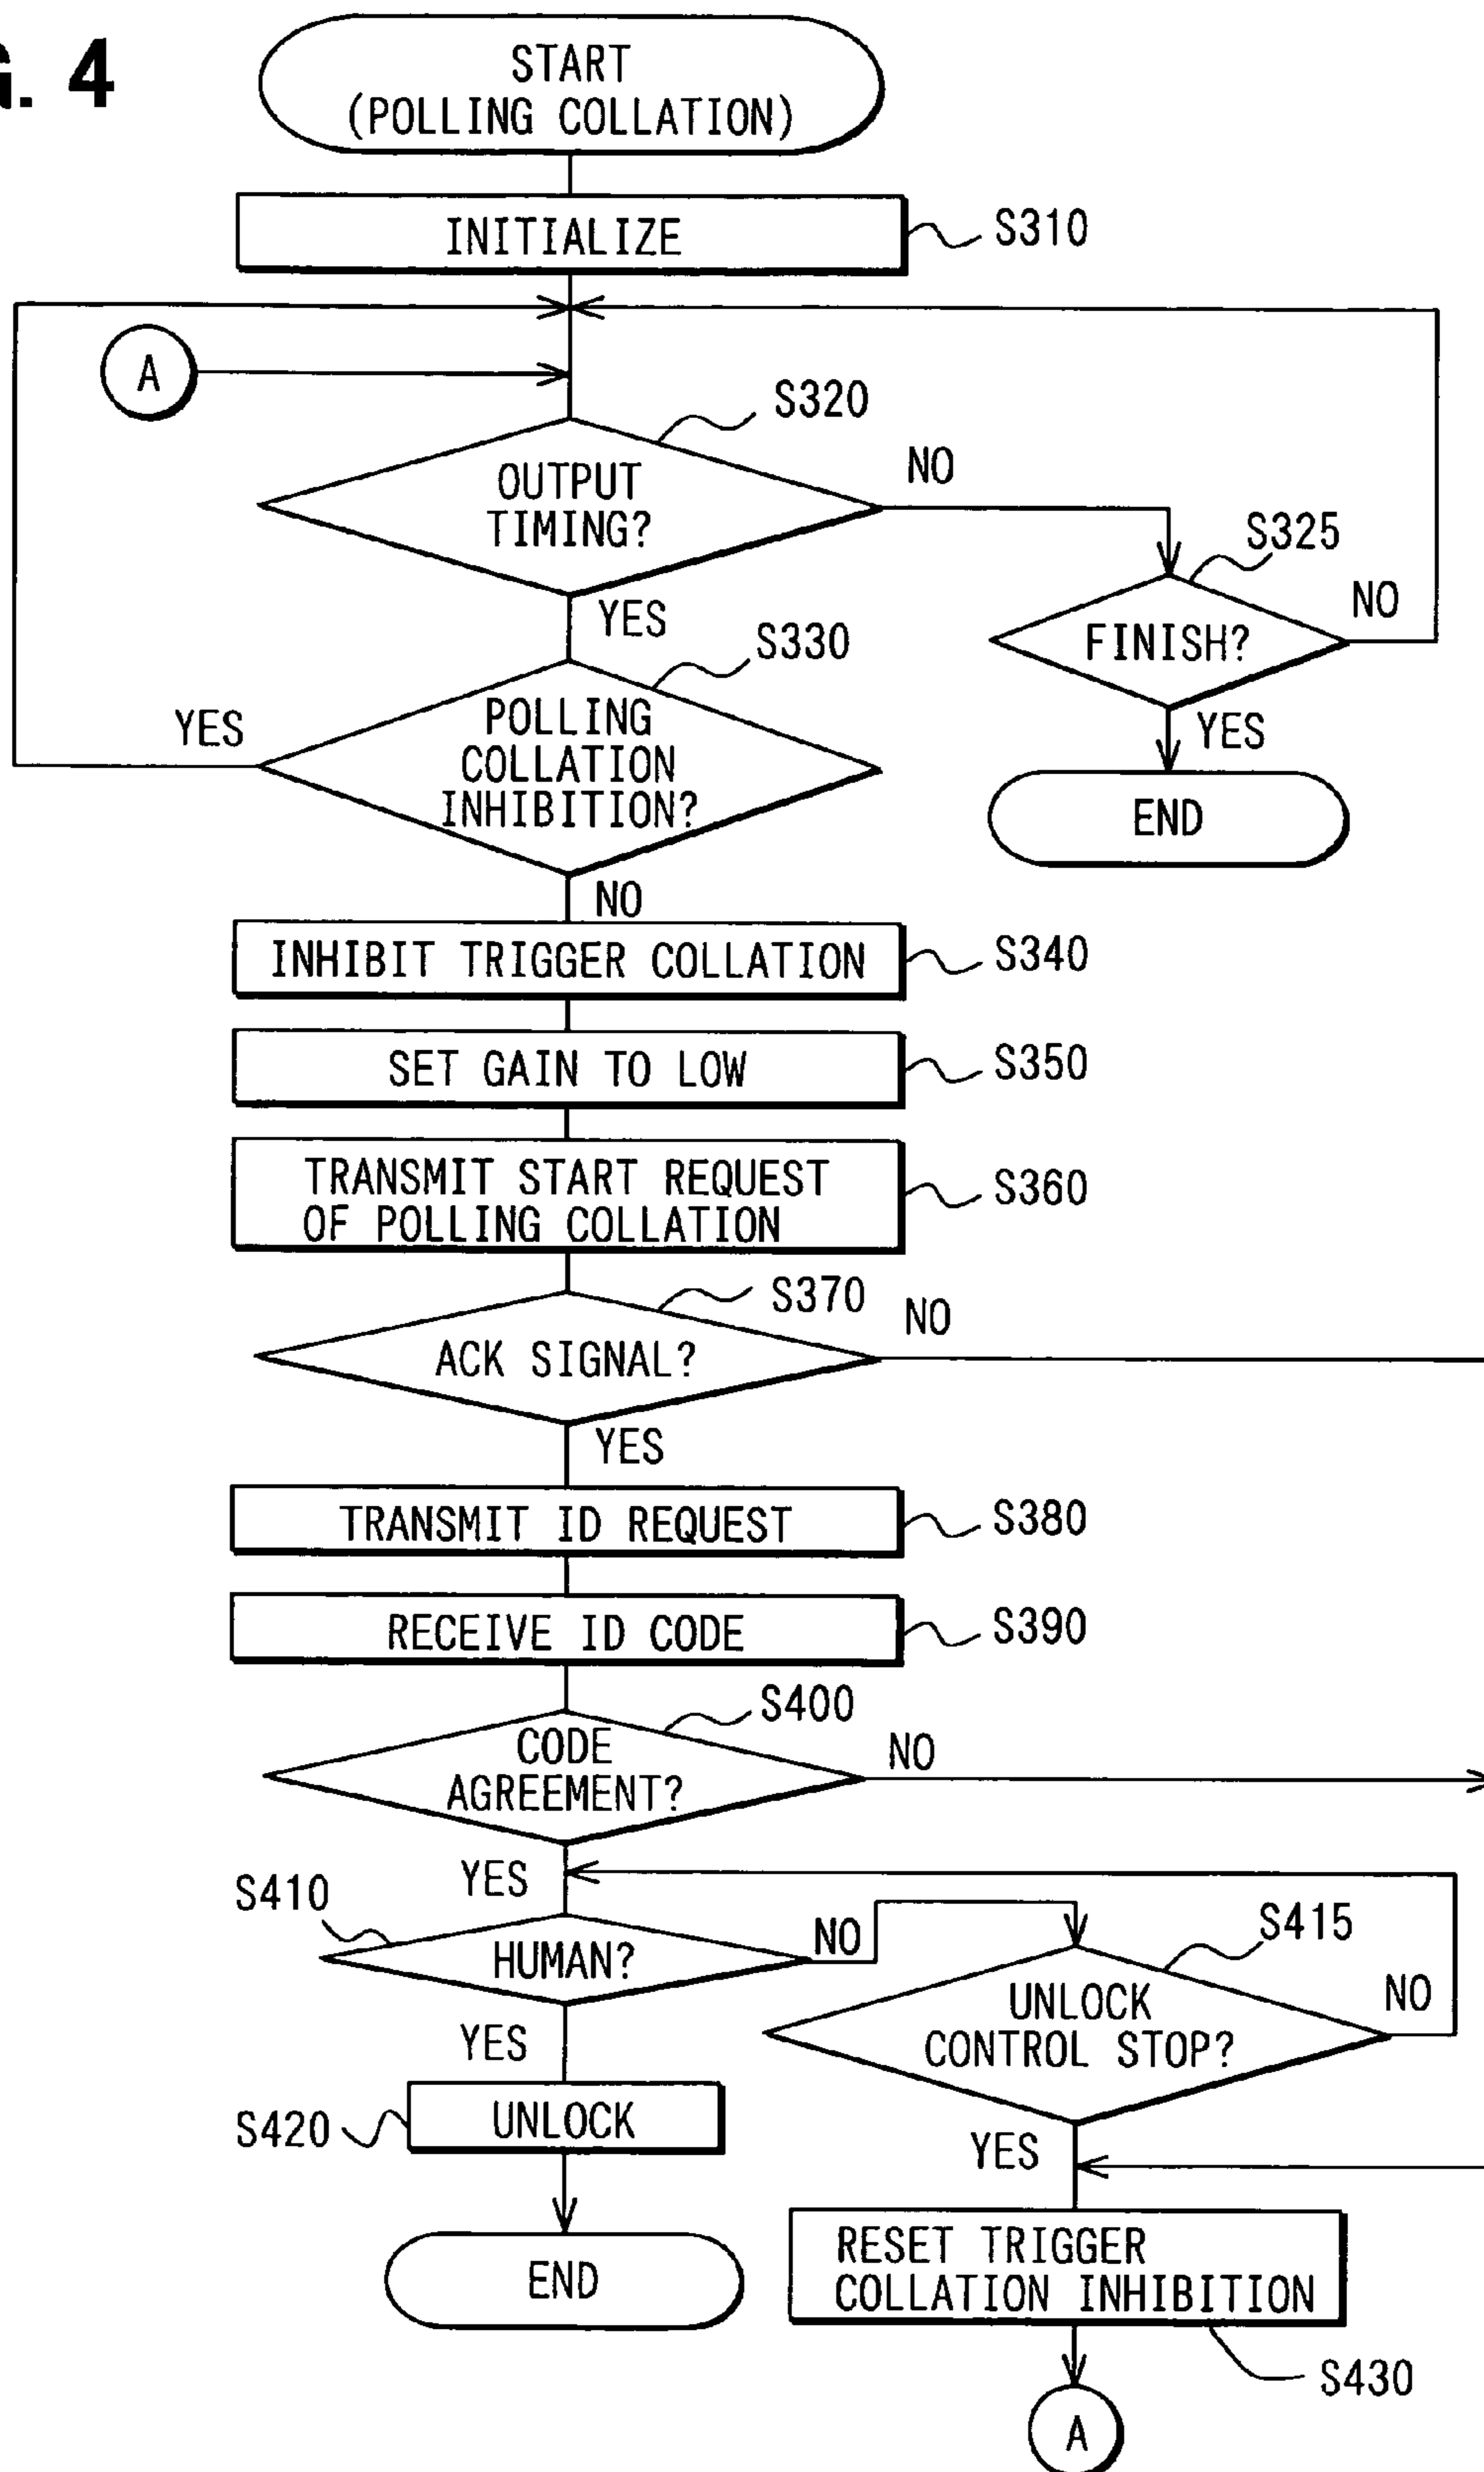 G. 4
START
(POLLING COLLATION)
INITIALIZE
S310
A
S320
OUTPUT
TIMING?
NO
S325
FINISH?
NO
YES
END
YES
S330
POLLING
COLLATION
INHIBITION?
YES
NO
INHIBIT TRIGGER COLLATION
S340
SET GAIN TO LOW
S350
TRANSMIT START REQUEST
OF POLLING COLLATION
S360
S370
ACK SIGNAL?
NO
YES
TRANSMIT ID REQUEST
S380
RECEIVE ID CODE
S390
S400
CODE
AGREEMENT?
NO
YES
S410
HUMAN?
NO
S415
UNLOCK
CONTROL STOP?
NO
YES
S420
UNLOCK
END
YES
RESET TRIGGER
COLLATION INHIBITION
S430
A